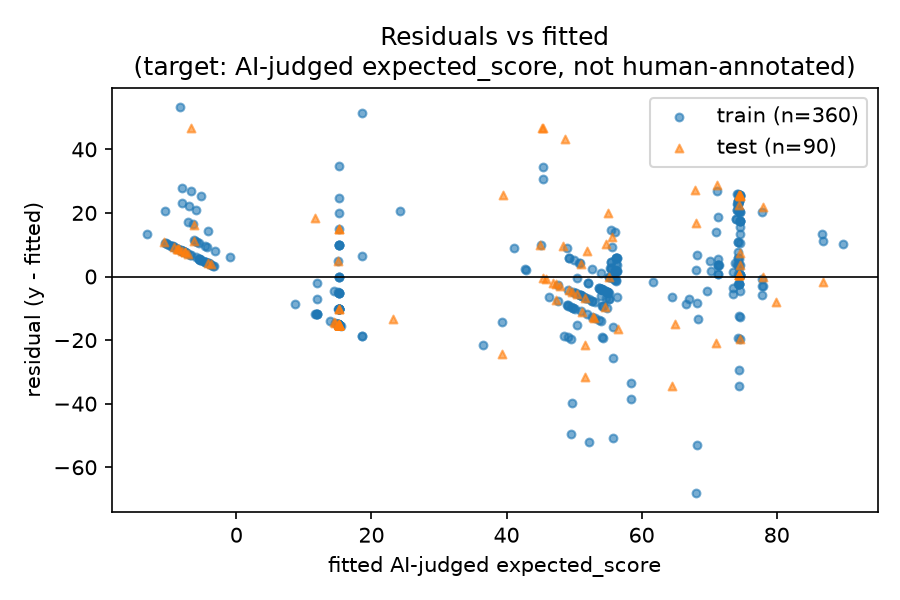 Residuals vs fitted
(target: AI-judged expected_score, not human-annotated)
train (n=360)
test (n=90)
40
20
0
−20
−40
−60
residual (y - fitted)
0 20 40 60 80
fitted AI-judged expected_score